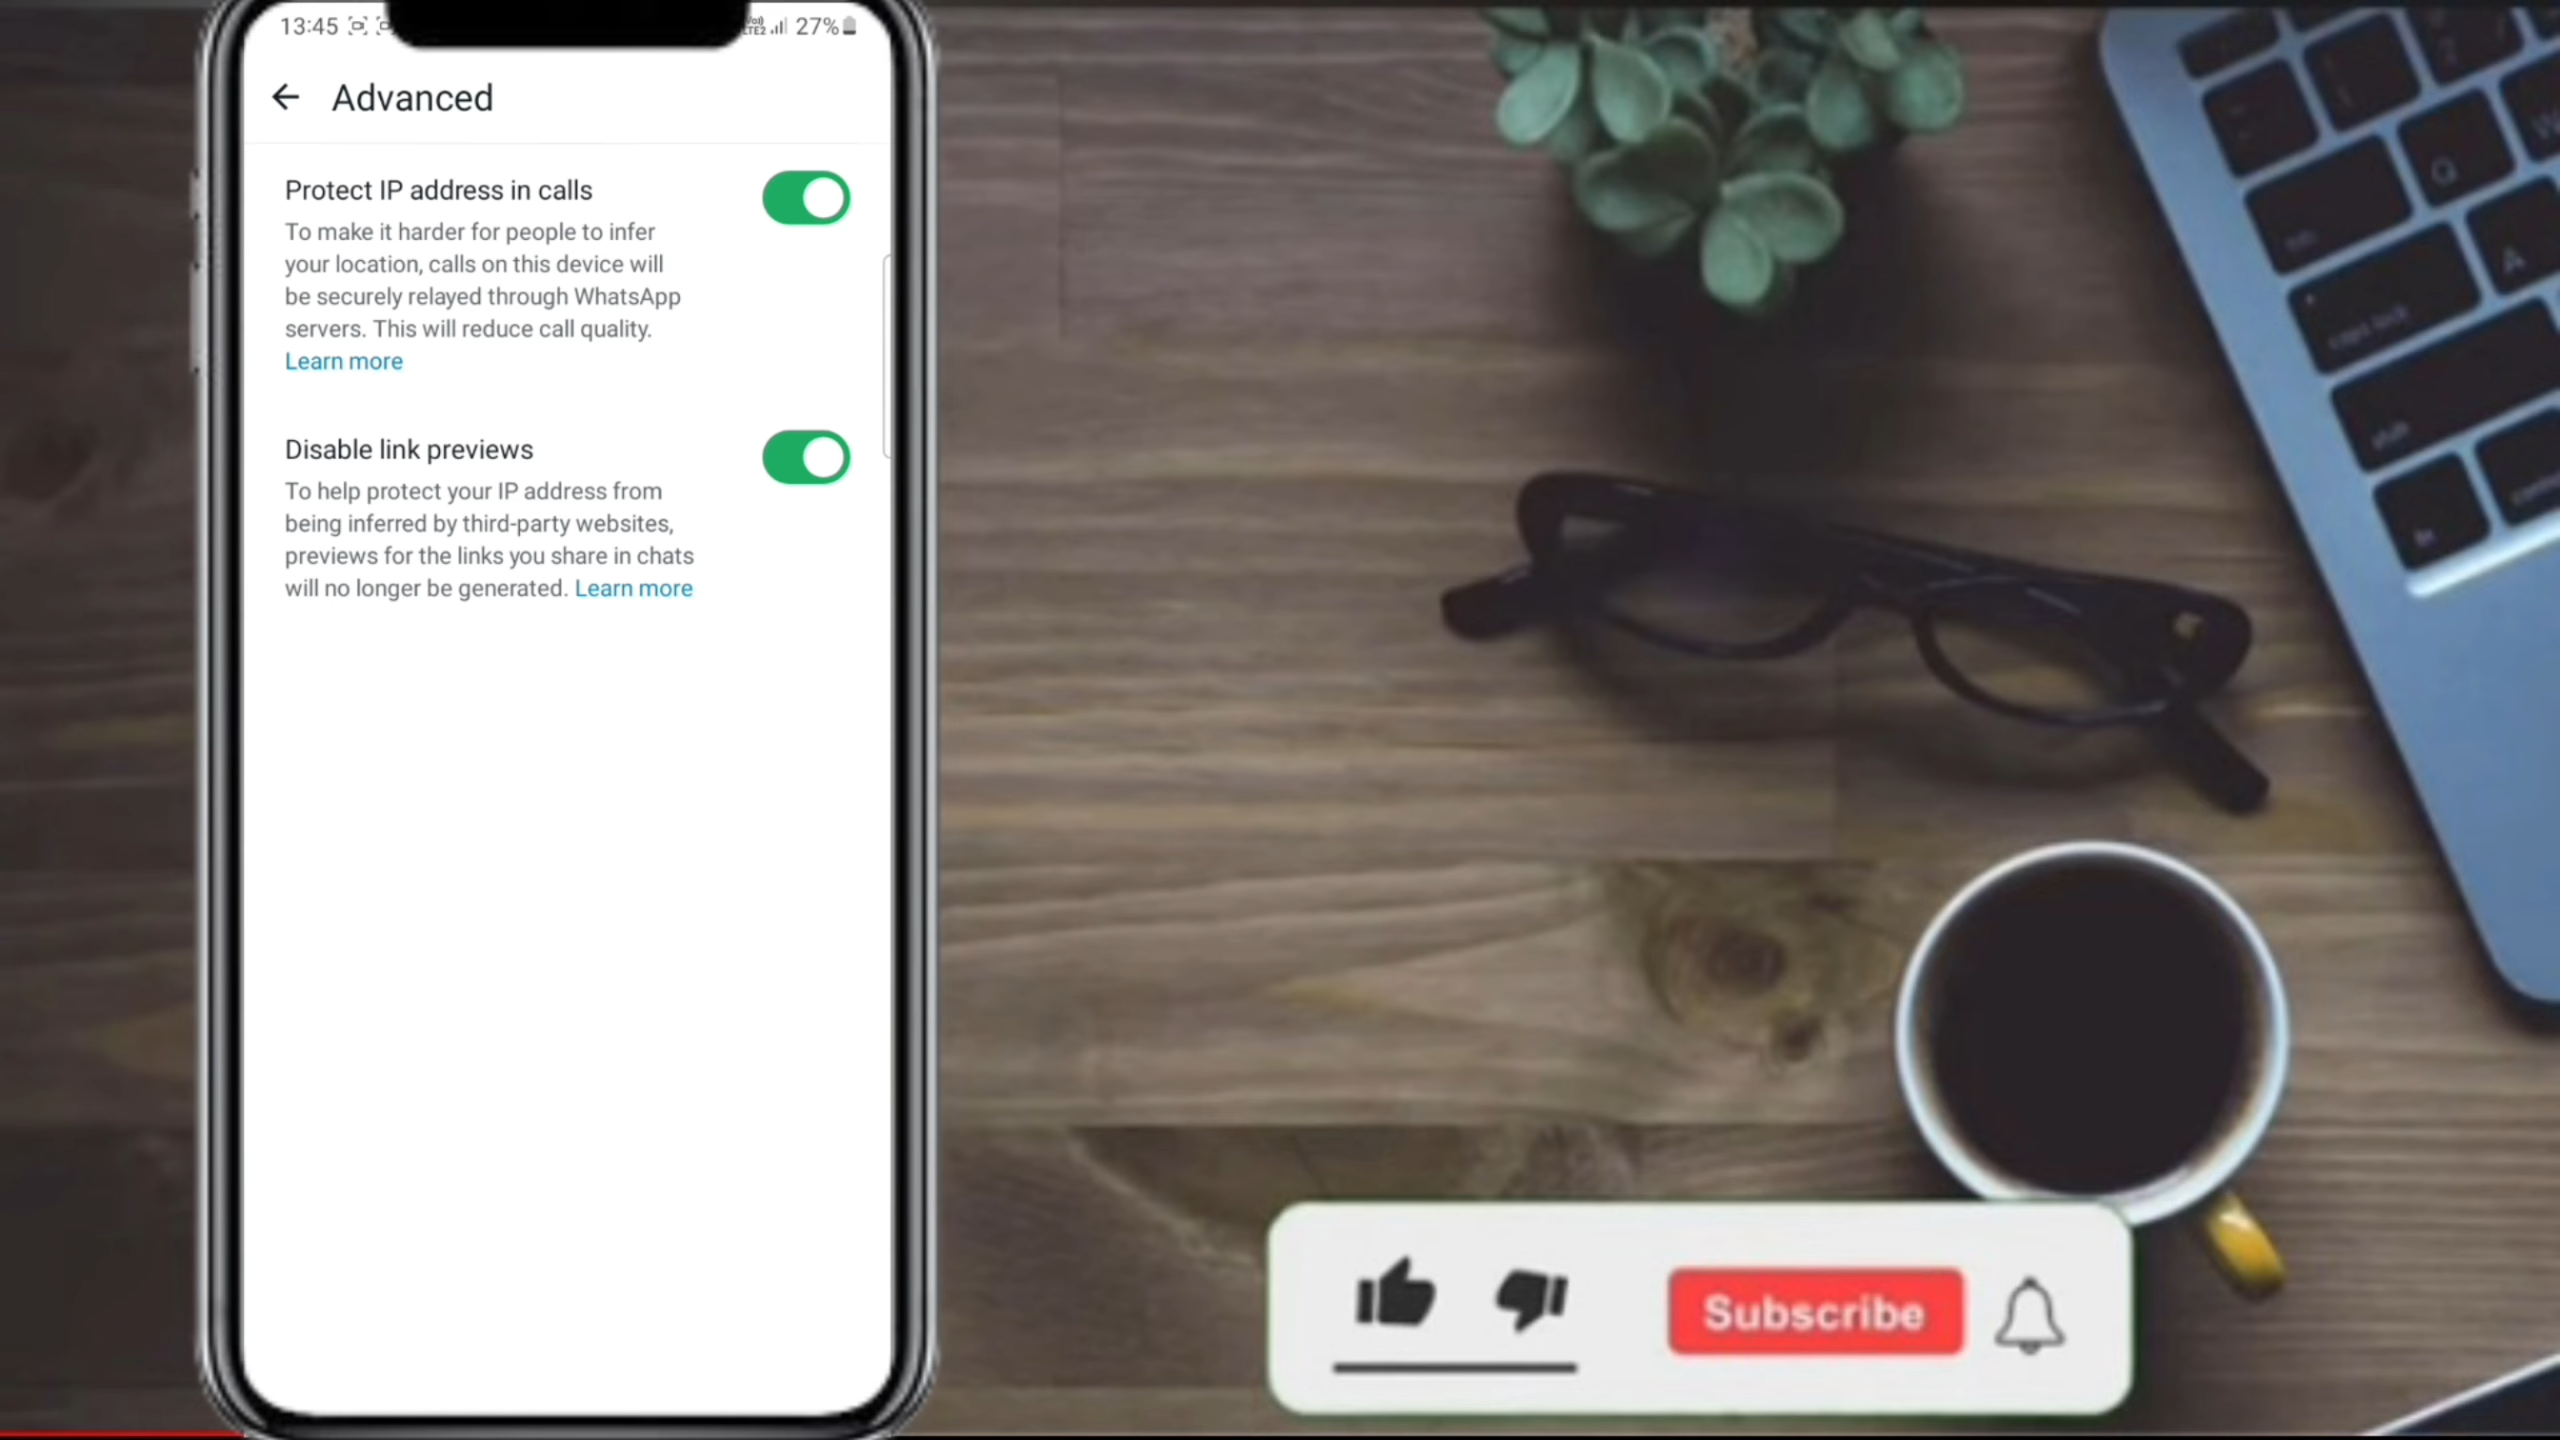 13:45 27%
Advanced
Protect IP address in calls
To make it harder for people to infer
your location, calls on this device will
be securely relayed through WhatsApp
servers. This will reduce call quality.
Learn more
Disable link previews
To help protect your IP address from
being inferred by third-party websites,
previews for the links you share in chats
will no longer be generated. Learn more
Q
A
caps lock
Subscribe